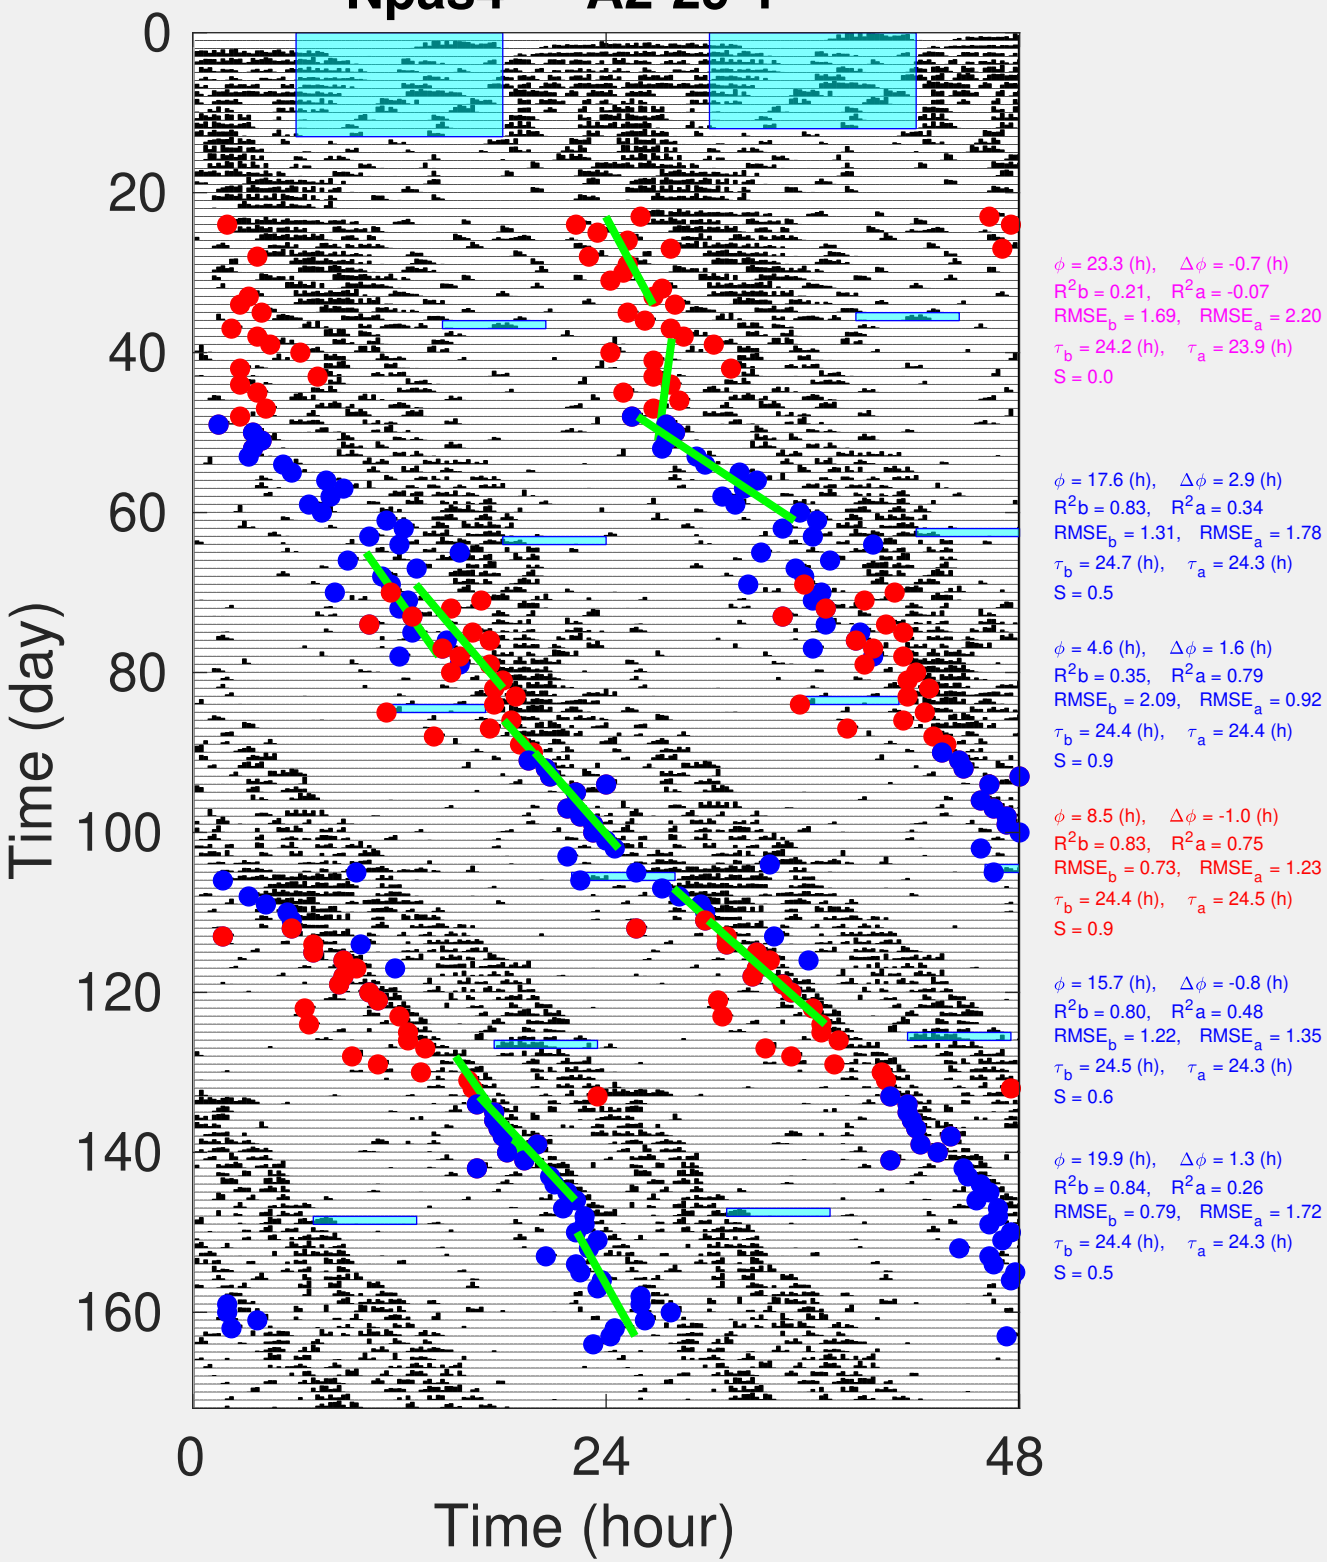 0
20
40
60
80
100
120
140
160
Time (day)
0 24 48
Time (hour)
ϕ = 23.3 (h), Δϕ = -0.7 (h)
R²b = 0.21, R²a = -0.07
RMSE_b = 1.69, RMSE_a = 2.20
τ_b = 24.2 (h), τ_a = 23.9 (h)
S = 0.0
ϕ = 17.6 (h), Δϕ = 2.9 (h)
R²b = 0.83, R²a = 0.34
RMSE_b = 1.31, RMSE_a = 1.78
τ_b = 24.7 (h), τ_a = 24.3 (h)
S = 0.5
ϕ = 4.6 (h), Δϕ = 1.6 (h)
R²b = 0.35, R²a = 0.79
RMSE_b = 2.09, RMSE_a = 0.92
τ_b = 24.4 (h), τ_a = 24.4 (h)
S = 0.9
ϕ = 8.5 (h), Δϕ = -1.0 (h)
R²b = 0.83, R²a = 0.75
RMSE_b = 0.73, RMSE_a = 1.23
τ_b = 24.4 (h), τ_a = 24.5 (h)
S = 0.9
ϕ = 15.7 (h), Δϕ = -0.8 (h)
R²b = 0.80, R²a = 0.48
RMSE_b = 1.22, RMSE_a = 1.35
τ_b = 24.5 (h), τ_a = 24.3 (h)
S = 0.6
ϕ = 19.9 (h), Δϕ = 1.3 (h)
R²b = 0.84, R²a = 0.26
RMSE_b = 0.79, RMSE_a = 1.72
τ_b = 24.4 (h), τ_a = 24.3 (h)
S = 0.5